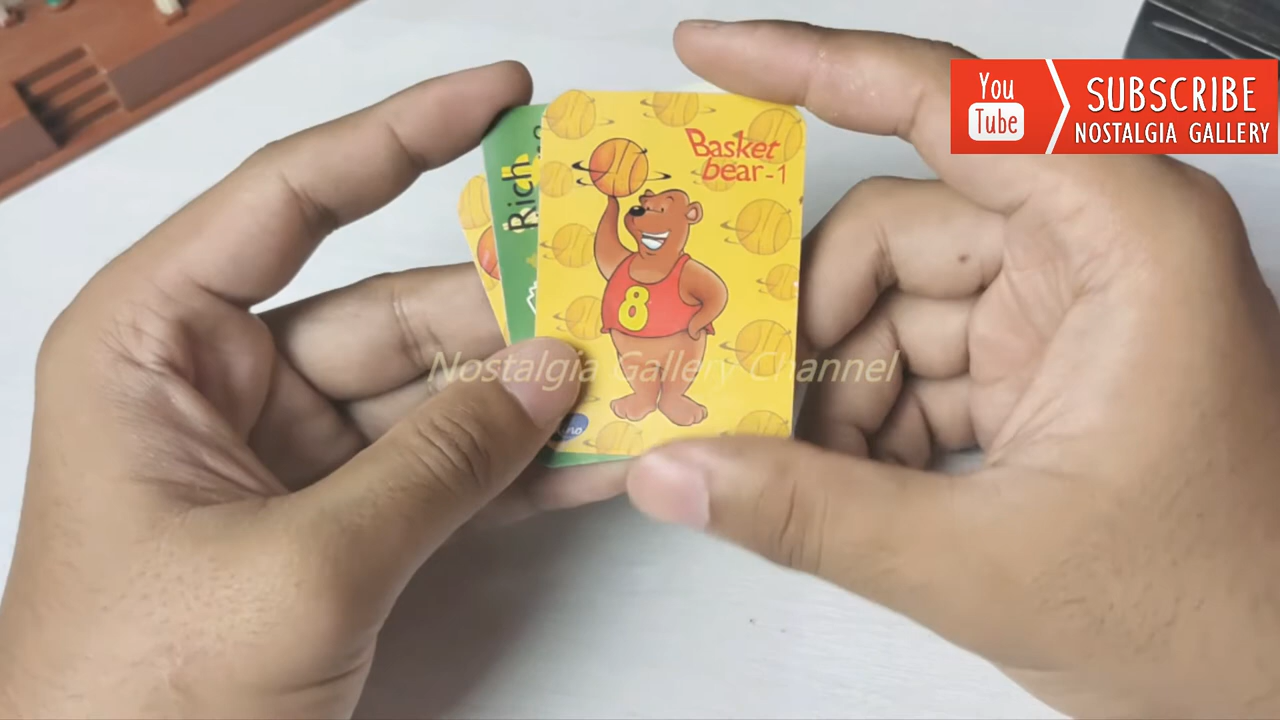 You
Tube
SUBSCRIBE
NOSTALGIA GALLERY
Basket
bear-1
Rich
8
Nostalgia Gallery Channel